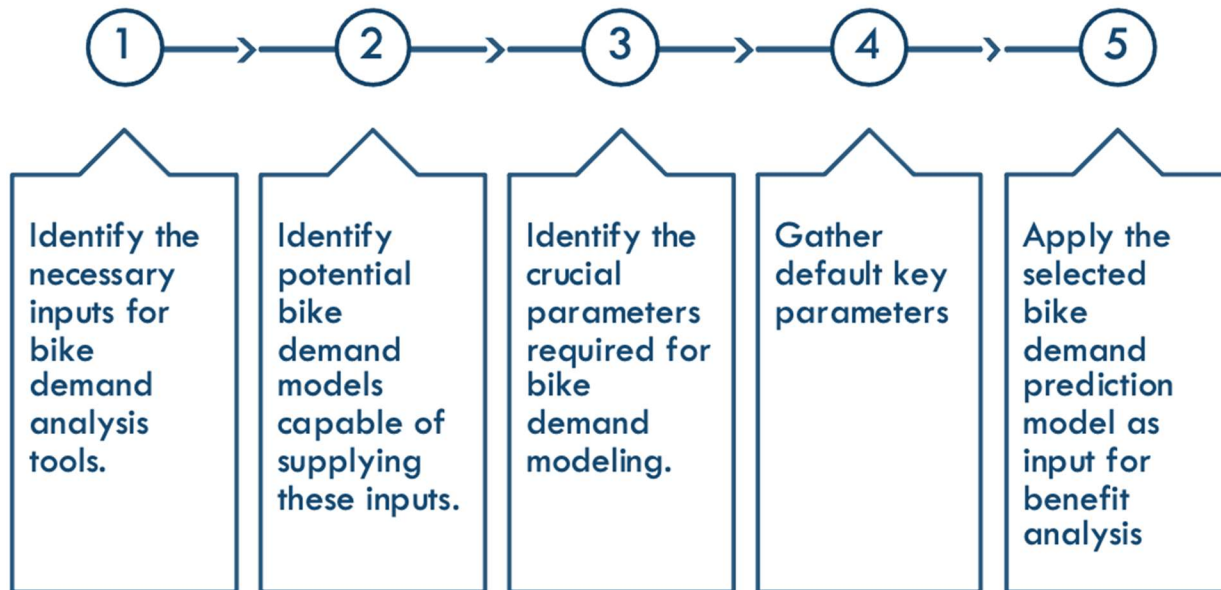 1
2
3
4
5
Identify the
necessary
inputs for
bike
demand
analysis
tools.
Identify
potential
bike
demand
models
capable of
supplying
these inputs.
Identify the
crucial
parameters
required for
bike
demand
modeling.
Gather
default key
parameters
Apply the
selected
bike
demand
prediction
model as
input for
benefit
analysis